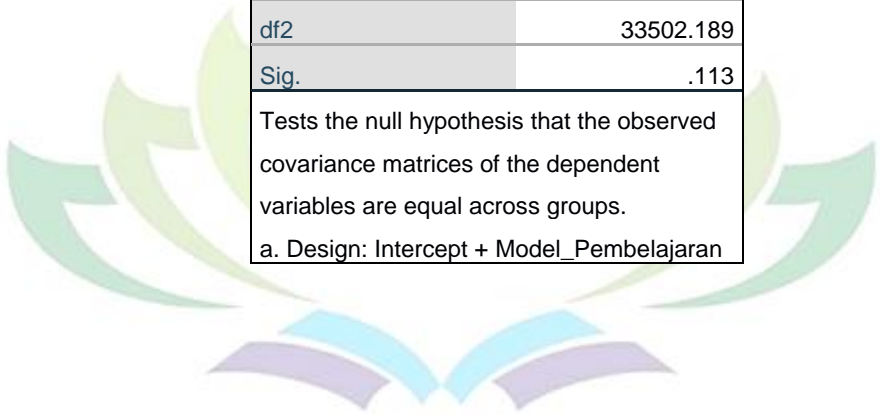 df2 33502.189
Sig. .113
Tests the null hypothesis that the observed
covariance matrices of the dependent
variables are equal across groups.
a. Design: Intercept + Model_Pembelajaran